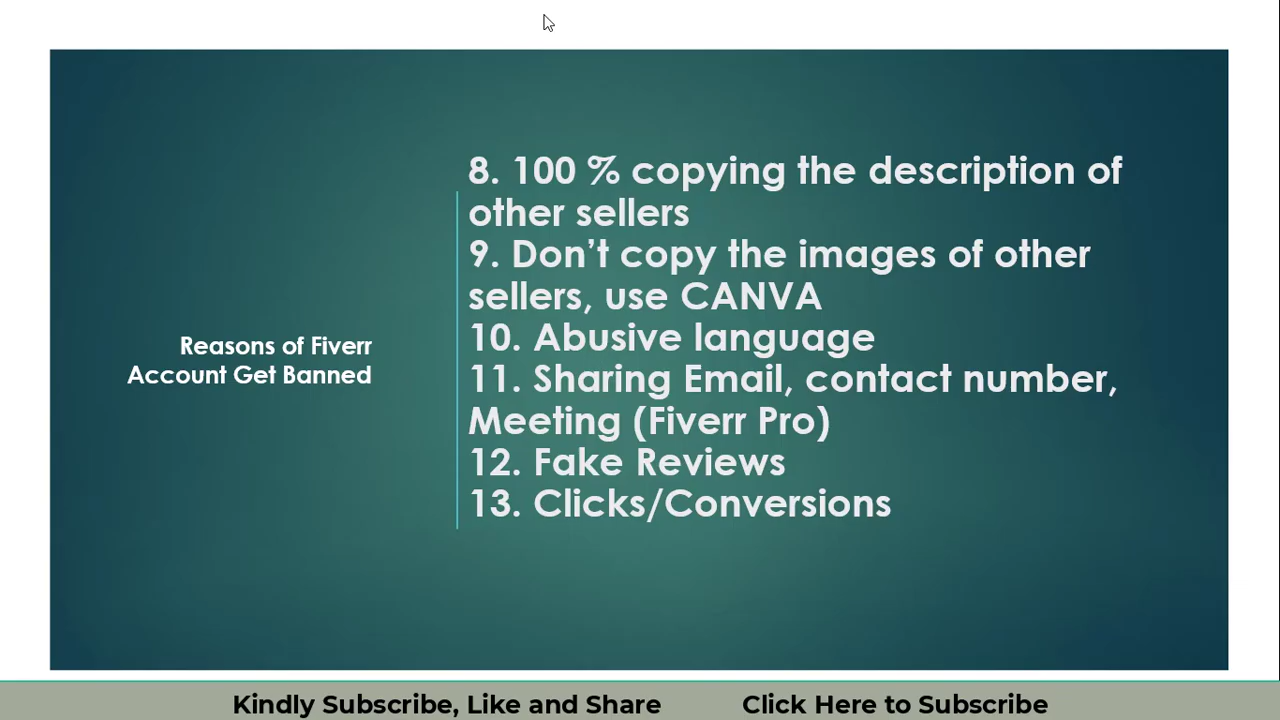 Reasons of Fiverr
Account Get Banned
8. 100 % copying the description of
other sellers
9. Don’t copy the images of other
sellers, use CANVA
10. Abusive language
11. Sharing Email, contact number,
Meeting (Fiverr Pro)
12. Fake Reviews
13. Clicks/Conversions
Kindly Subscribe, Like and Share
Click Here to Subscribe